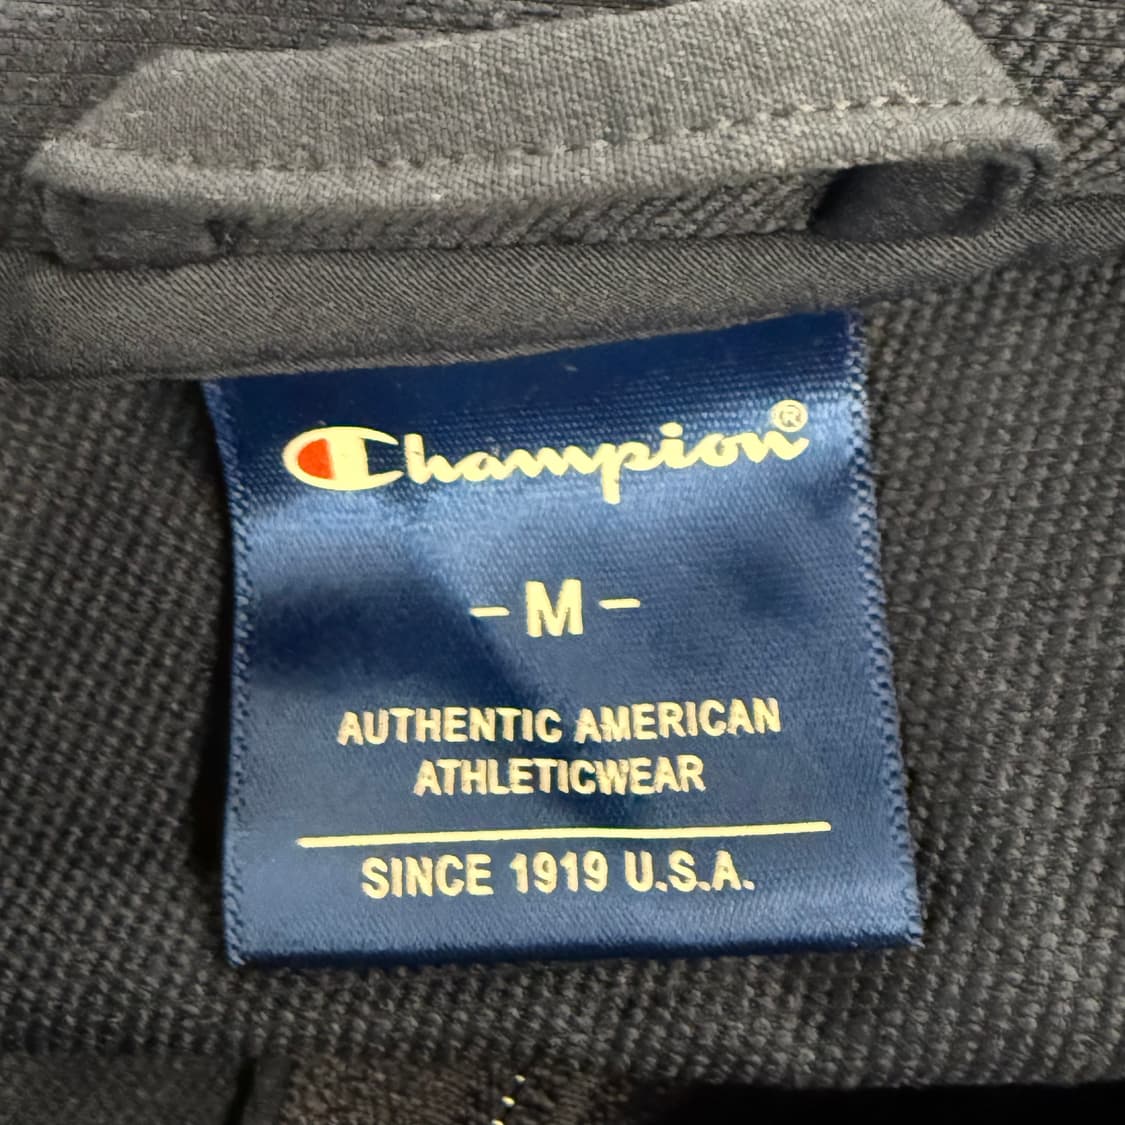 Champion®
- M -
AUTHENTIC AMERICAN
ATHLETICWEAR
SINCE 1919 U.S.A.